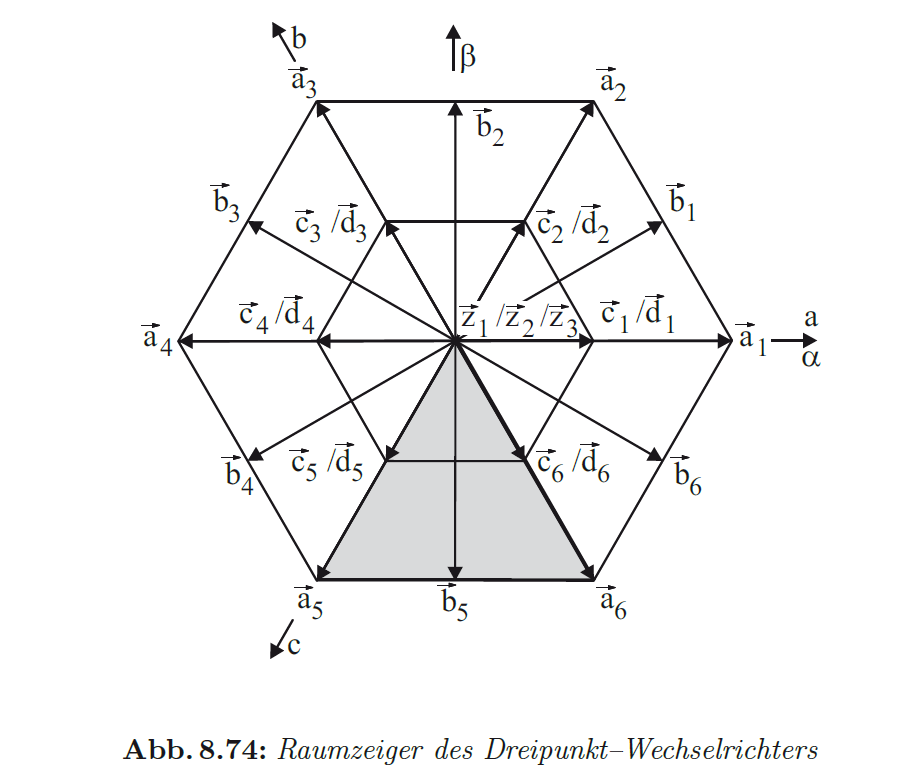 b
β
a⃗3
a⃗2
b⃗2
b⃗3
b⃗1
c⃗3 /d⃗3
c⃗2 /d⃗2
c⃗4 /d⃗4
z⃗1 /z⃗2 /z⃗3
c⃗1 /d⃗1
a
a⃗4
a⃗1
α
c⃗5 /d⃗5
c⃗6 /d⃗6
b⃗4
b⃗6
a⃗5
b⃗5
a⃗6
c
Abb. 8.74: Raumzeiger des Dreipunkt–Wechselrichters